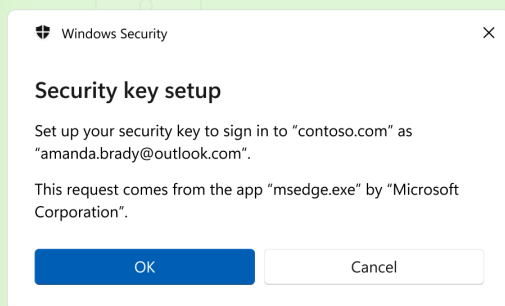 Windows Security
Security key setup
Set up your security key to sign in to “contoso.com” as
“amanda.brady@outlook.com”.
This request comes from the app “msedge.exe” by “Microsoft
Corporation”.
OK
Cancel